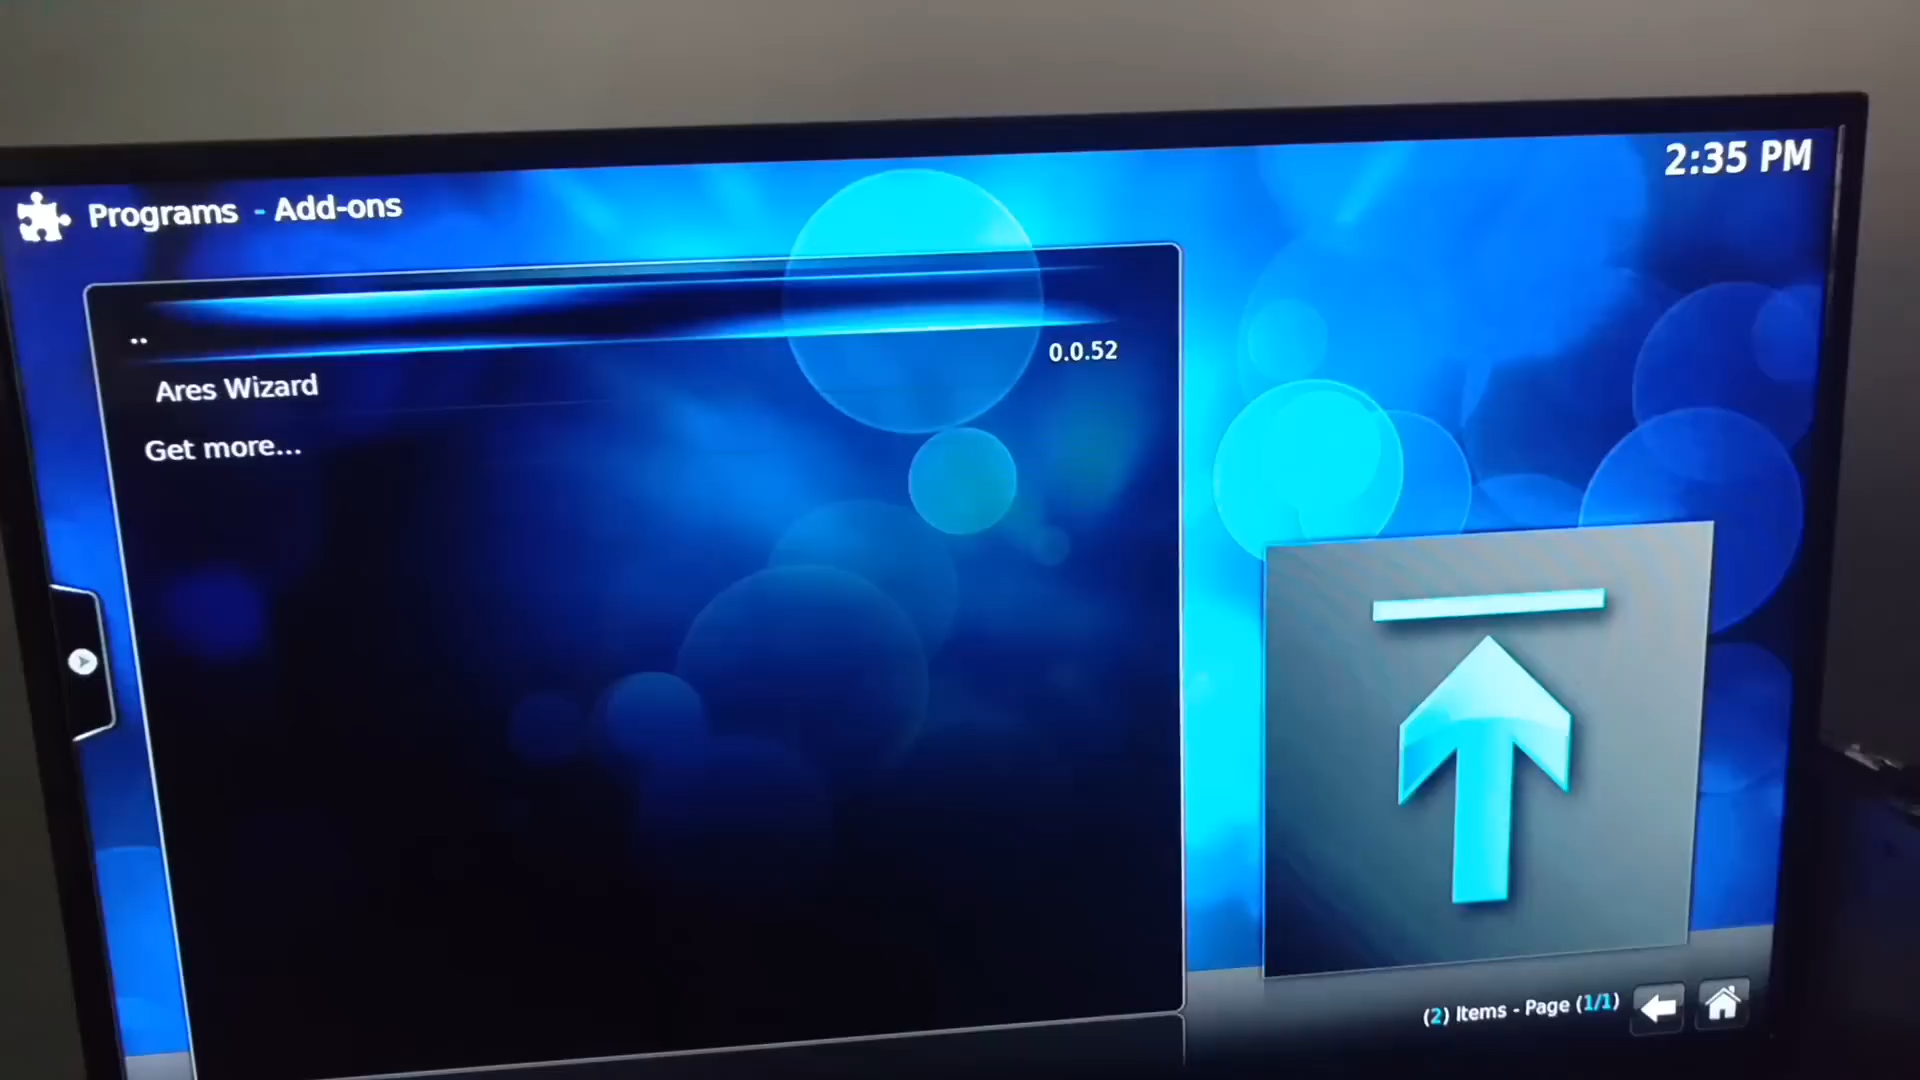 2:35 PM
Programs - Add-ons
..
0.0.52
Ares Wizard
Get more...
(2) Items - Page (1/1)